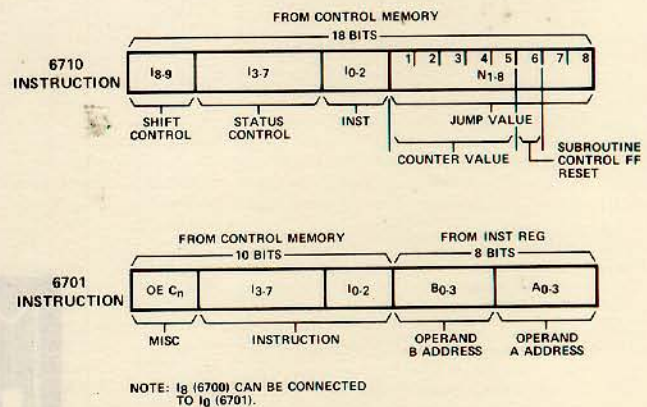 FROM CONTROL MEMORY
18 BITS
6710
INSTRUCTION
I8-9 I3-7 I0-2 1 2 3 4 5 6 7 8
N1-8
SHIFT CONTROL
STATUS CONTROL
INST
JUMP VALUE
COUNTER VALUE
SUBROUTINE
CONTROL FF
RESET
FROM CONTROL MEMORY
10 BITS
FROM INST REG
8 BITS
6701
INSTRUCTION
OE Cn I3-7 I0-2 B0-3 A0-3
MISC
INSTRUCTION
OPERAND
B ADDRESS
OPERAND
A ADDRESS
NOTE: I8 (6700) CAN BE CONNECTED
TO I0 (6701).